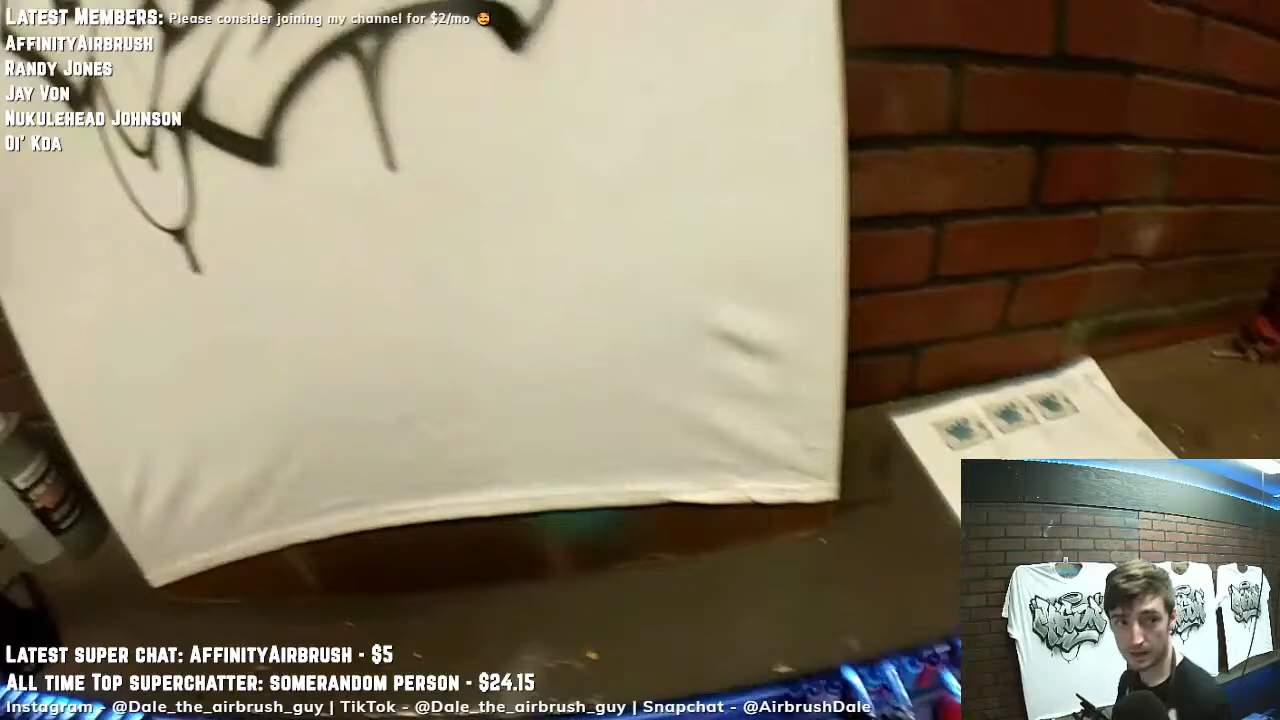 LATEST MEMBERS: Please consider joining my channel for $2/mo 🥰
AFFINITYAIRBRUSH
RANDY JONES
JAY VON
NUKULEHEAD JOHNSON
OI' KOA
LATEST SUPER CHAT: AFFINITYAIRBRUSH - $5
ALL TIME TOP SUPERCHATTER: SOMERANDOM PERSON - $24.15
Instagram - @Dale_the_airbrush_guy | TikTok - @Dale_the_airbrush_guy | Snapchat - @AirbrushDale